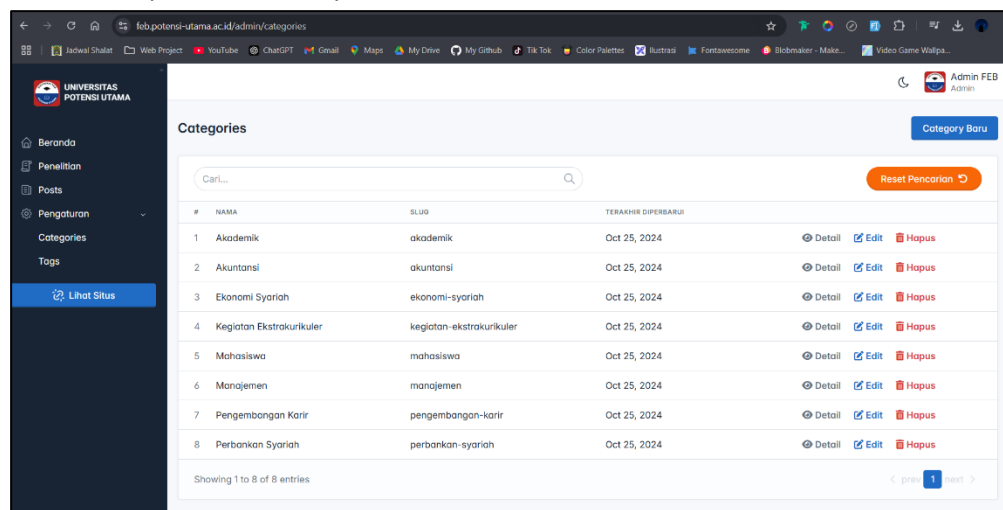 feb.potensi-utama.ac.id/admin/categories
Jadwal Shalat Web Project YouTube ChatGPT Gmail Maps My Drive My Github Tik Tok Color Palettes Ilustrasi Fontawesome Blobmaker - Make... Video Game Wallpa...
UNIVERSITAS
POTENSI UTAMA
Admin FEB
Admin
Beranda
Penelitian
Posts
Pengaturan
Categories
Tags
Lihat Situs
Categories
Category Baru
Cari...
Reset Pencarian
# NAMA SLUG TERAKHIR DIPERBARUI
1 Akademik akademik Oct 25, 2024 Detail Edit Hapus
2 Akuntansi akuntansi Oct 25, 2024 Detail Edit Hapus
3 Ekonomi Syariah ekonomi-syariah Oct 25, 2024 Detail Edit Hapus
4 Kegiatan Ekstrakurikuler kegiatan-ekstrakurikuler Oct 25, 2024 Detail Edit Hapus
5 Mahasiswa mahasiswa Oct 25, 2024 Detail Edit Hapus
6 Manajemen manajemen Oct 25, 2024 Detail Edit Hapus
7 Pengembangan Karir pengembangan-karir Oct 25, 2024 Detail Edit Hapus
8 Perbankan Syariah perbankan-syariah Oct 25, 2024 Detail Edit Hapus
Showing 1 to 8 of 8 entries
prev 1 next